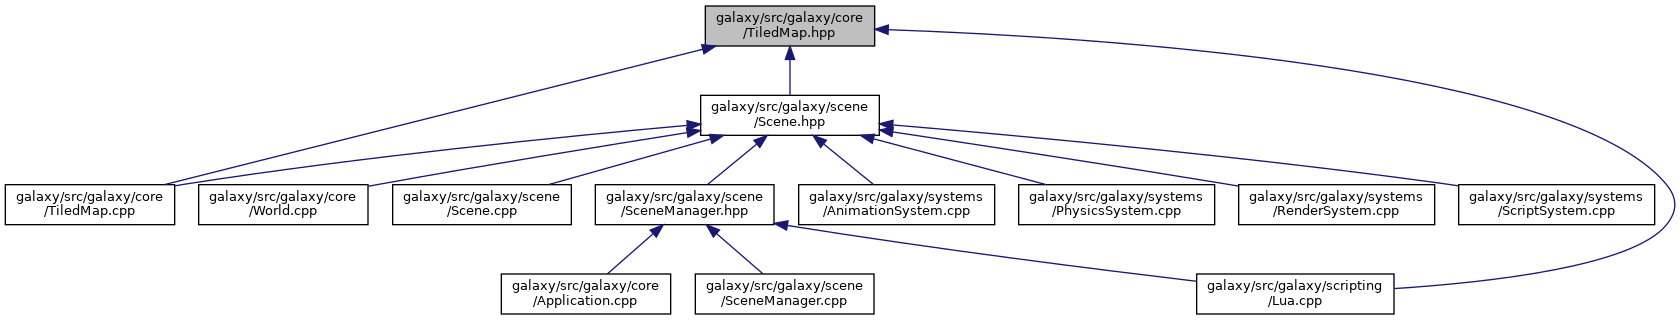 galaxy/src/galaxy/core
/TiledMap.hpp
galaxy/src/galaxy/scene
/Scene.hpp
galaxy/src/galaxy/core
/TiledMap.cpp
galaxy/src/galaxy/core
/World.cpp
galaxy/src/galaxy/scene
/Scene.cpp
galaxy/src/galaxy/scene
/SceneManager.hpp
galaxy/src/galaxy/systems
/AnimationSystem.cpp
galaxy/src/galaxy/systems
/PhysicsSystem.cpp
galaxy/src/galaxy/systems
/RenderSystem.cpp
galaxy/src/galaxy/systems
/ScriptSystem.cpp
galaxy/src/galaxy/core
/Application.cpp
galaxy/src/galaxy/scene
/SceneManager.cpp
galaxy/src/galaxy/scripting
/Lua.cpp